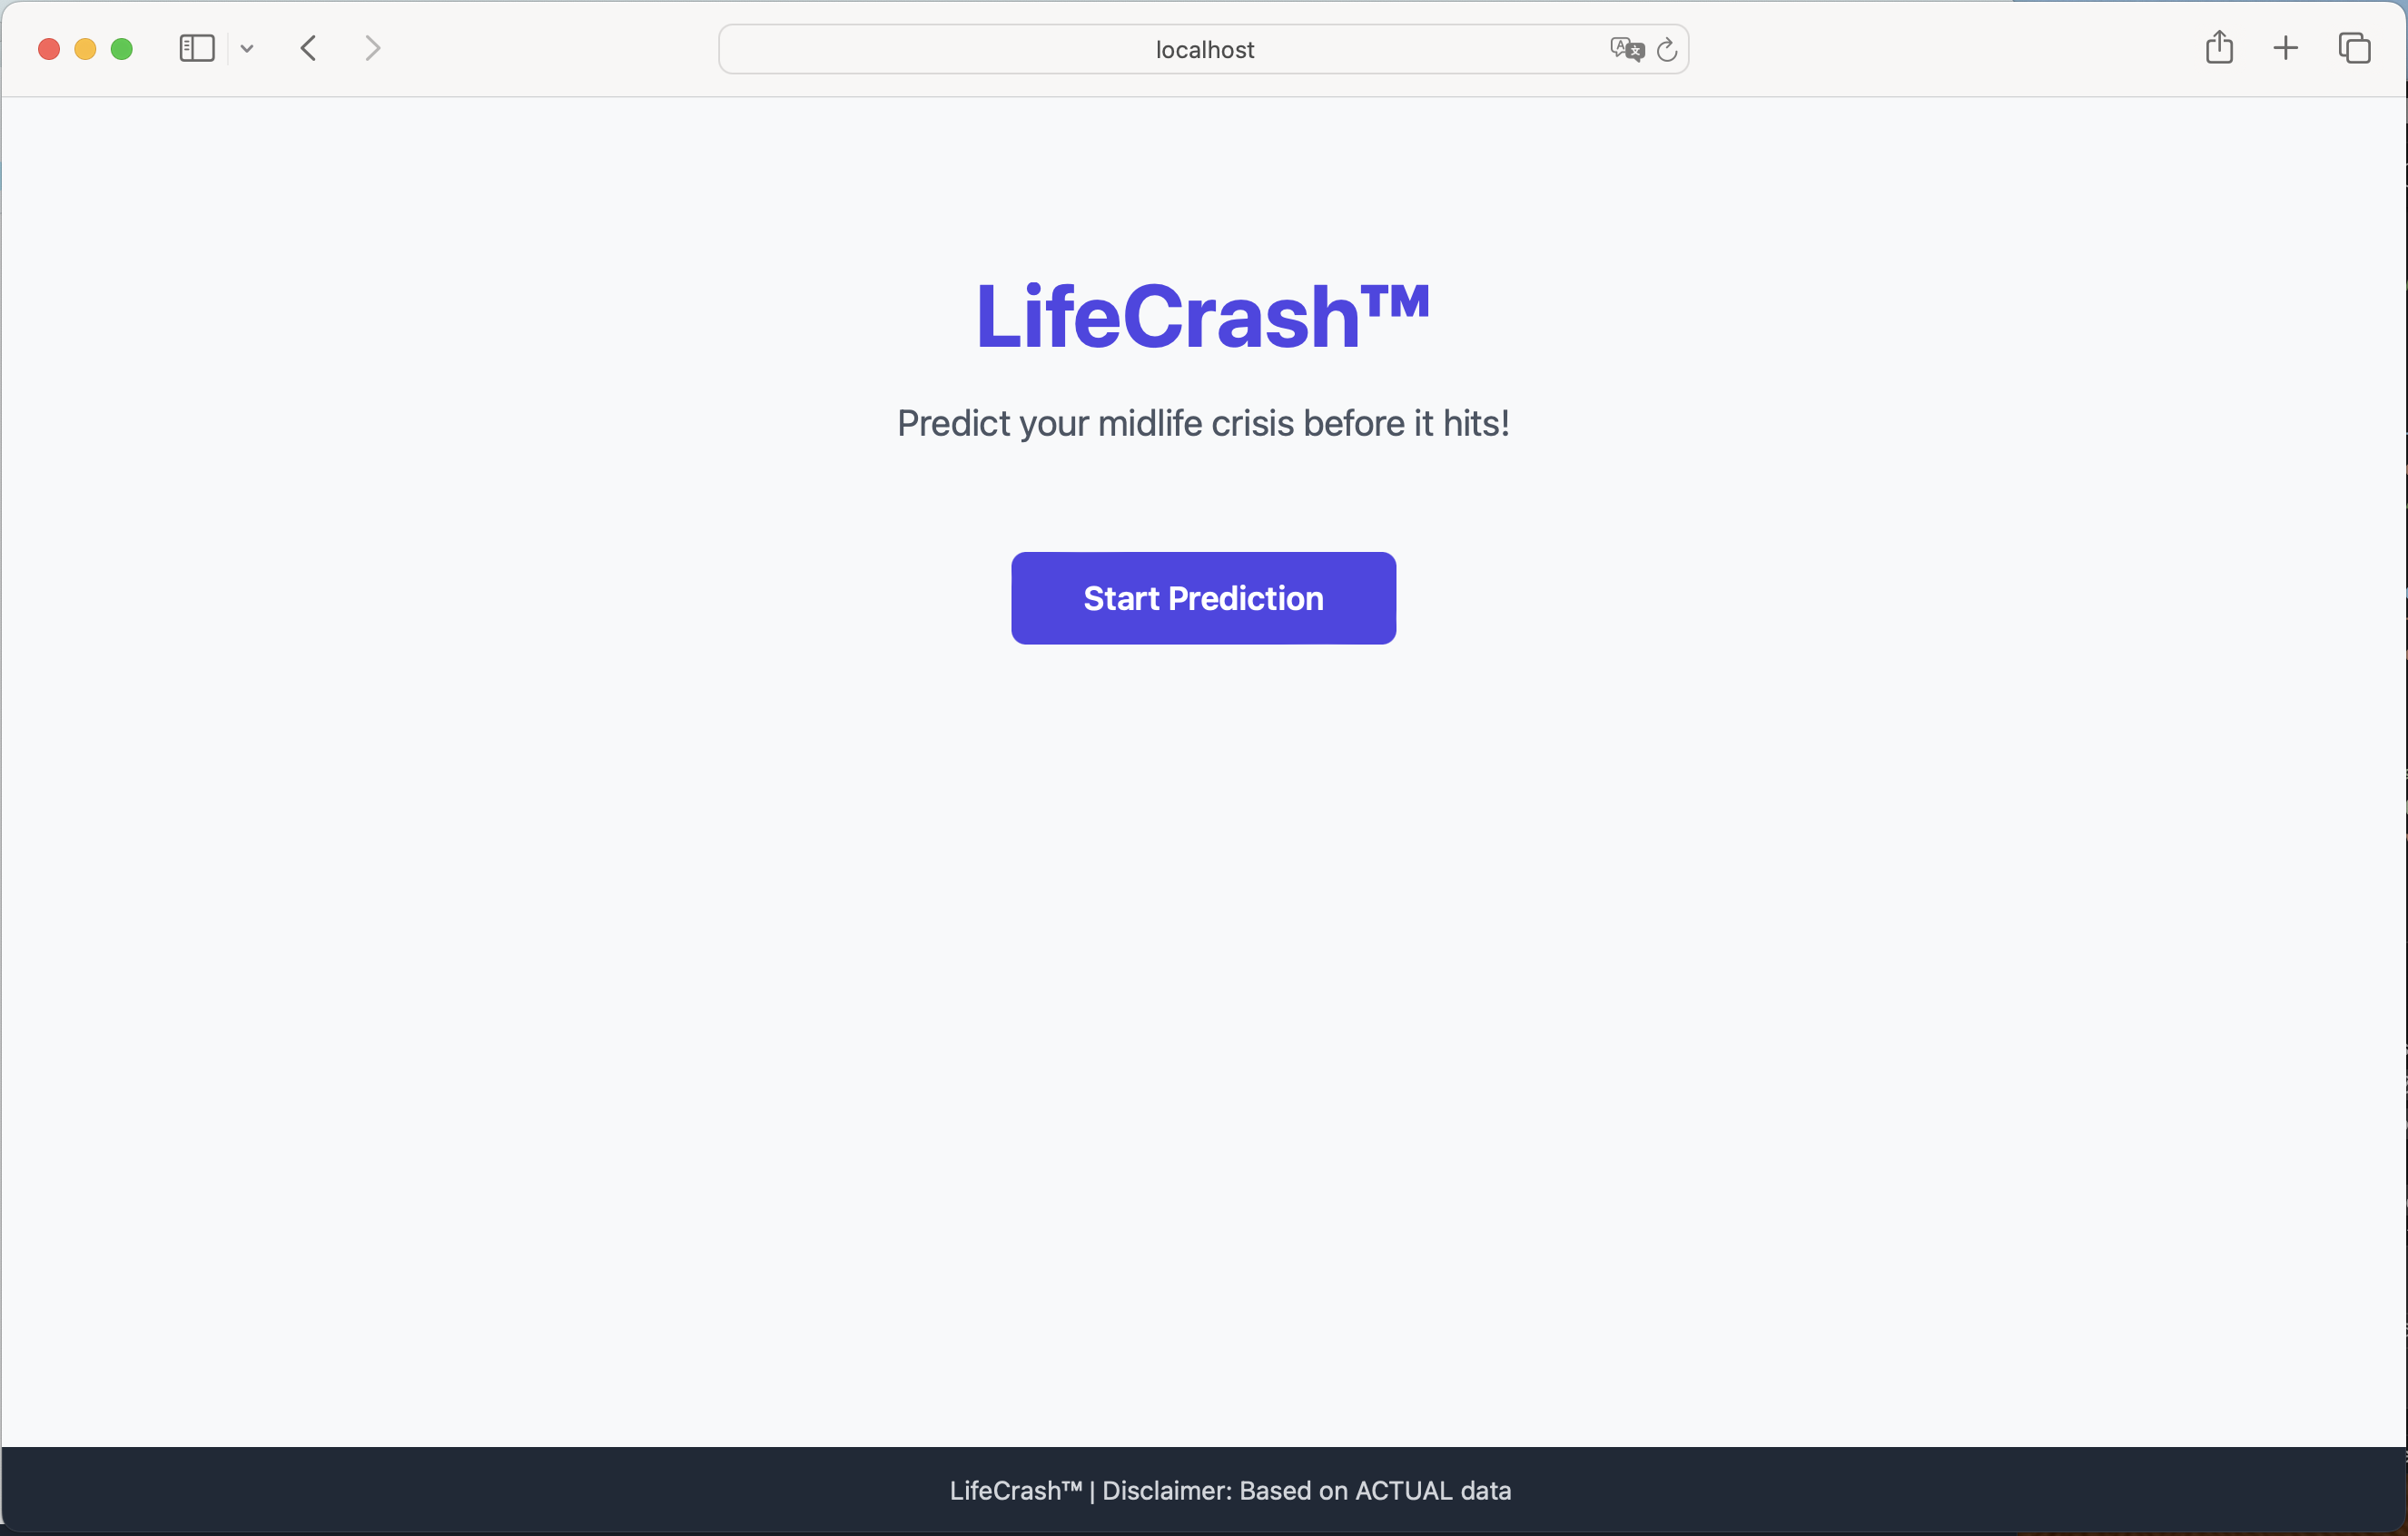 localhost
LifeCrash™
Predict your midlife crisis before it hits!
Start Prediction
LifeCrash™ | Disclaimer: Based on ACTUAL data